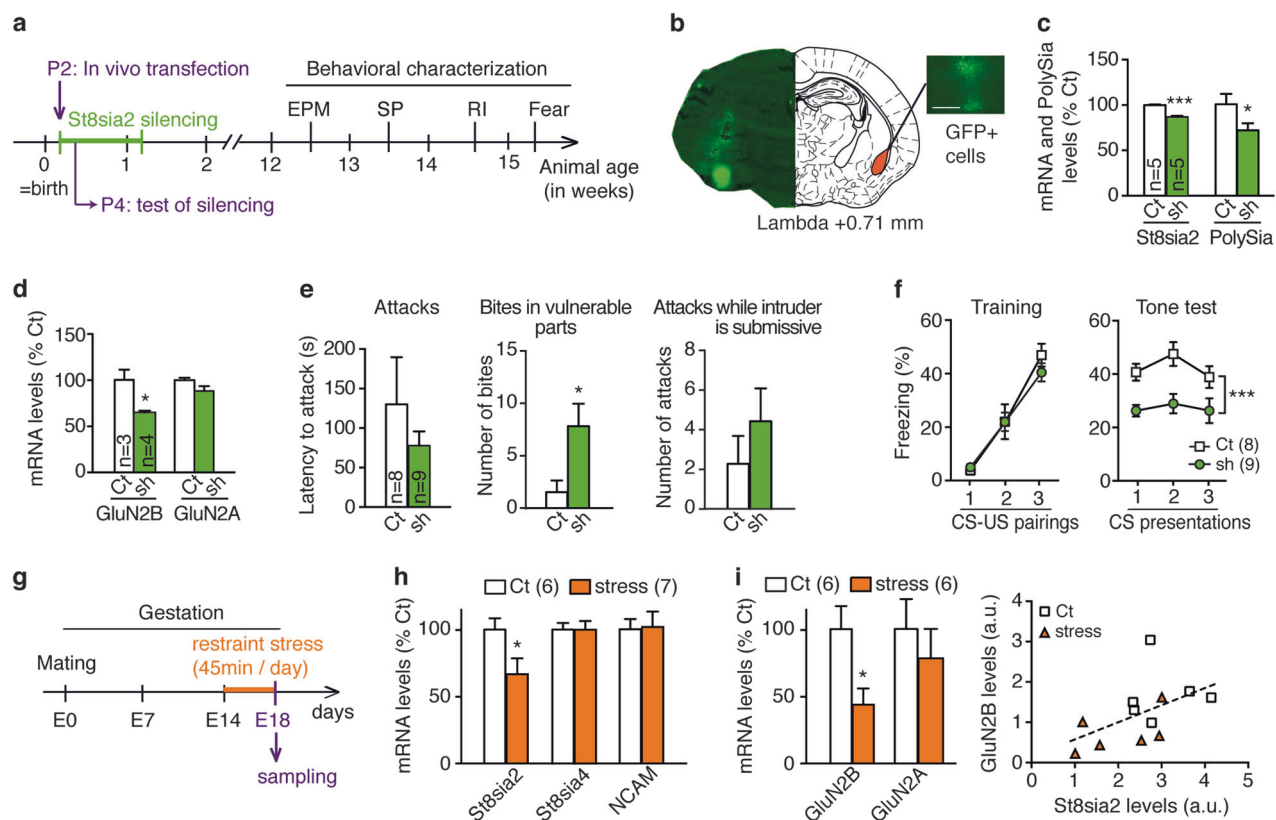 a
P2: In vivo transfection
Behavioral characterization
EPM SP RI Fear
St8sia2 silencing
0 1 2 12 13 14 15 Animal age
=birth (in weeks)
P4: test of silencing
b
GFP+
cells
Lambda +0.71 mm
c
mRNA and PolySia
levels (% Ct)
150
100
50
0
*** *
n=5 n=5
Ct sh Ct sh
St8sia2 PolySia
d
mRNA levels (% Ct)
150
100
50
0
*
n=3 n=4
Ct sh Ct sh
GluN2B GluN2A
e
Attacks
Latency to attack (s)
200
150
100
50
0
n=8 n=9
Ct sh
Bites in vulnerable
parts
Number of bites
15
10
5
0
*
Ct sh
Attacks while intruder
is submissive
Number of attacks
8
6
4
2
0
Ct sh
f
Training
Freezing (%)
60
40
20
0
1 2 3
CS-US pairings
Tone test
60
40
20
0
***
Ct (8)
sh (9)
1 2 3
CS presentations
g
Gestation
restraint stress
Mating (45min / day)
E0 E7 E14 E18 days
sampling
h
Ct (6) stress (7)
mRNA levels (% Ct)
100
50
0
*
St8sia2 St8sia4 NCAM
i
Ct (6) stress (6)
mRNA levels (% Ct)
100
50
0
*
GluN2B GluN2A
GluN2B levels (a.u.)
4
3
2
1
0
Ct
stress
0 1 2 3 4 5
St8sia2 levels (a.u.)